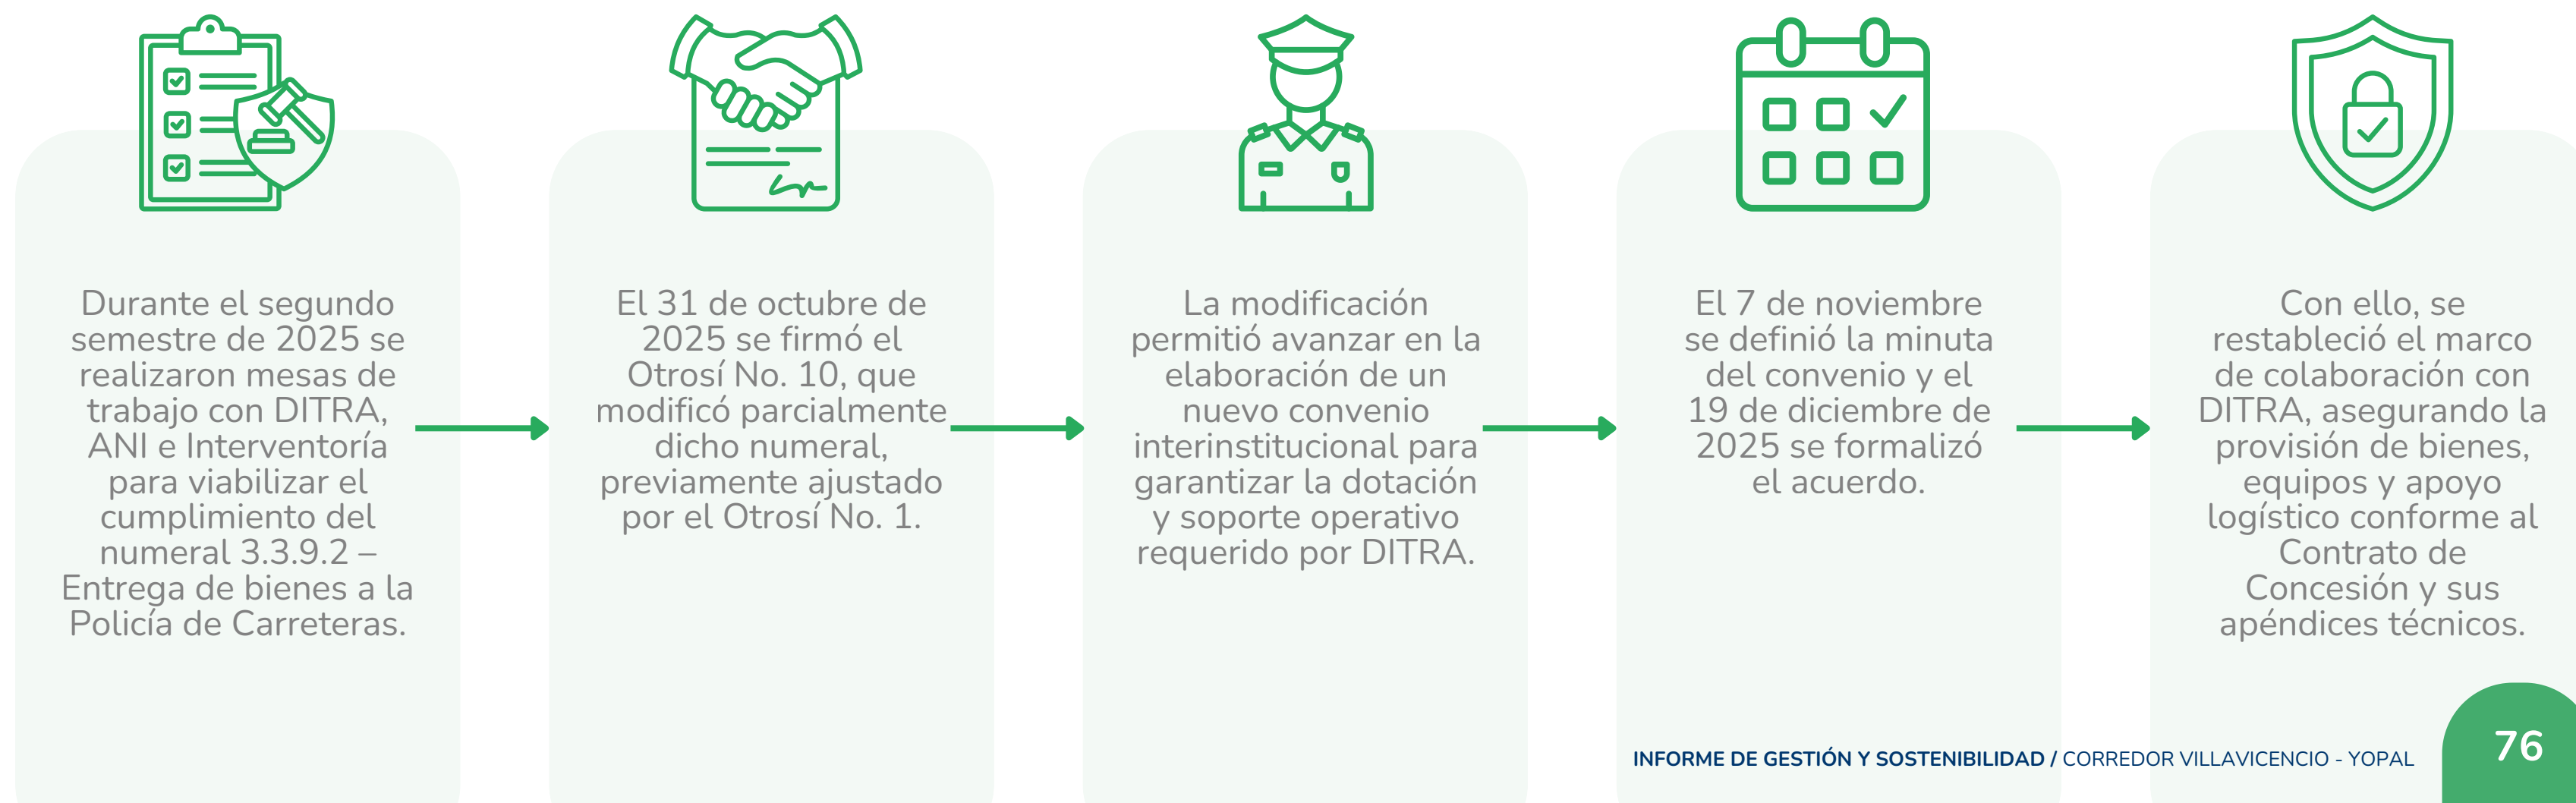 Durante el segundo
semestre de 2025 se
realizaron mesas de
trabajo con DITRA,
ANI e Interventoría
para viabilizar el
cumplimiento del
numeral 3.3.9.2 –
Entrega de bienes a la
Policía de Carreteras.
El 31 de octubre de
2025 se firmó el
Otrosí No. 10, que
modificó parcialmente
dicho numeral,
previamente ajustado
por el Otrosí No. 1.
La modificación
permitió avanzar en la
elaboración de un
nuevo convenio
interinstitucional para
garantizar la dotación
y soporte operativo
requerido por DITRA.
El 7 de noviembre
se definió la minuta
del convenio y el
19 de diciembre de
2025 se formalizó
el acuerdo.
Con ello, se
restableció el marco
de colaboración con
DITRA, asegurando la
provisión de bienes,
equipos y apoyo
logístico conforme al
Contrato de
Concesión y sus
apéndices técnicos.
INFORME DE GESTIÓN Y SOSTENIBILIDAD / CORREDOR VILLAVICENCIO - YOPAL
76